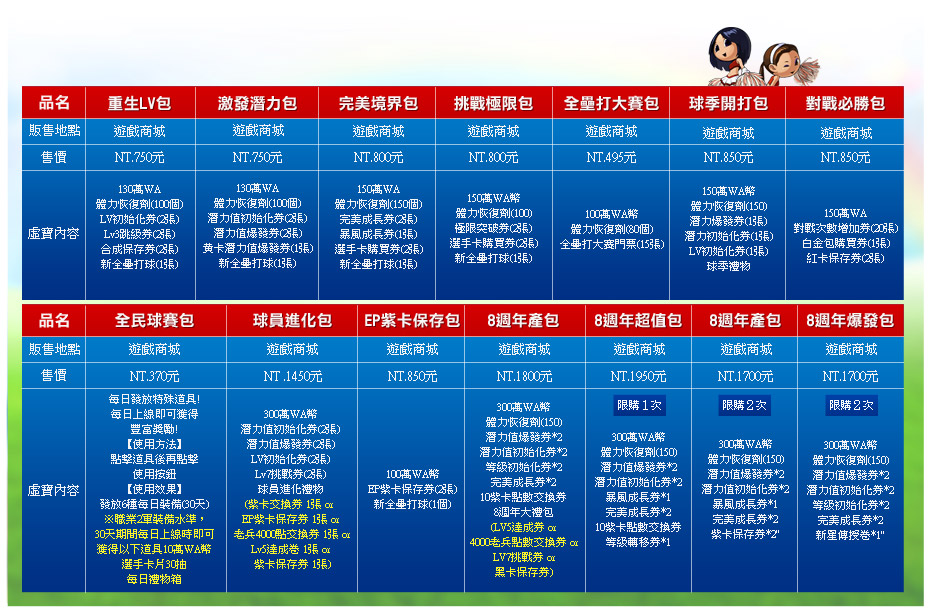 品名 重生LV包 激發潛力包 完美境界包 挑戰極限包 全壘打大賽包 球季開打包 對戰必勝包
販售地點 遊戲商城 遊戲商城 遊戲商城 遊戲商城 遊戲商城 遊戲商城 遊戲商城
售價 NT.750元 NT.750元 NT.800元 NT.800元 NT.495元 NT.850元 NT.850元
虛寶內容
130萬WA
體力恢復劑(100個)
LV初始化券(2張)
Lv3跳級券(2張)
合成保存券(2張)
新全壘打球(1張)
130萬WA
體力恢復劑(100個)
潛力值初始化券(2張)
潛力值爆發券(2張)
黃卡潛力值爆發券(1張)
新全壘打球(1張)
150萬WA
體力恢復劑(150個)
完美成長券(2張)
暴風成長券(1張)
選手卡購買券(2張)
新全壘打球(1張)
150萬WA幣
體力恢復劑(100)
極限突破券(2張)
選手卡購買券(2張)
新全壘打球(1張)
100萬WA幣
體力恢復劑(80個)
全壘打大賽門票(15張)
150萬WA幣
體力恢復劑(150)
潛力爆發券(1張)
潛力初始化券(1張)
LV初始化券(1張)
球季禮物
150萬WA
對戰次數增加券(20張)
白金包購買券(1張)
紅卡保存券(2張)
品名 全民球賽包 球員進化包 EP紫卡保存包 8週年產包 8週年超值包 8週年產包 8週年爆發包
販售地點 遊戲商城 遊戲商城 遊戲商城 遊戲商城 遊戲商城 遊戲商城 遊戲商城
售價 NT.370元 NT .1450元 NT.850元 NT.1800元 NT.1950元 NT.1700元 NT.1700元
虛寶內容
每日發放特殊道具!
每日上線即可獲得
豐富獎勵!
【使用方法】
點擊道具後再點擊
使用按鈕
【使用效果】
發放6種每日裝備(30天)
※職業2軍裝備水準，
30天期間每日上線時即可
獲得以下道具10萬WA幣
選手卡片30抽
每日禮物箱
300萬WA幣
潛力值初始化券(2張)
潛力值爆發券(2張)
LV初始化券(2張)
Lv7挑戰券(2張)
球員進化禮物
(紫卡交換券 1張 or
EP紫卡保存券 1張 or
老兵4000點交換券 1張 or
Lv5達成卷 1張 or
紫卡保存券 1張)
100萬WA幣
EP紫卡保存券(2張)
新全壘打球(1個)
300萬WA幣
體力恢復劑(150)
潛力值爆發券*2
潛力值初始化券*2
等級初始化券*2
完美成長券*2
10紫卡點數交換券
8週年大禮包
(LV5達成券 or
4000老兵點數交換券 or
LV7挑戰券 or
黑卡保存券)
限購１次
300萬WA幣
體力恢復劑(150)
潛力值爆發券*2
潛力值初始化券*2
暴風成長券*1
完美成長券*2
10紫卡點數交換券
等級轉移券*1
限購２次
300萬WA幣
體力恢復劑(150)
潛力值爆發券*2
潛力值初始化券*2
暴風成長券*1
完美成長券*2
紫卡保存券*2"
限購２次
300萬WA幣
體力恢復劑(150)
潛力值爆發券*2
等級初始化券*2
完美成長券*2
新星傳授卷*1"